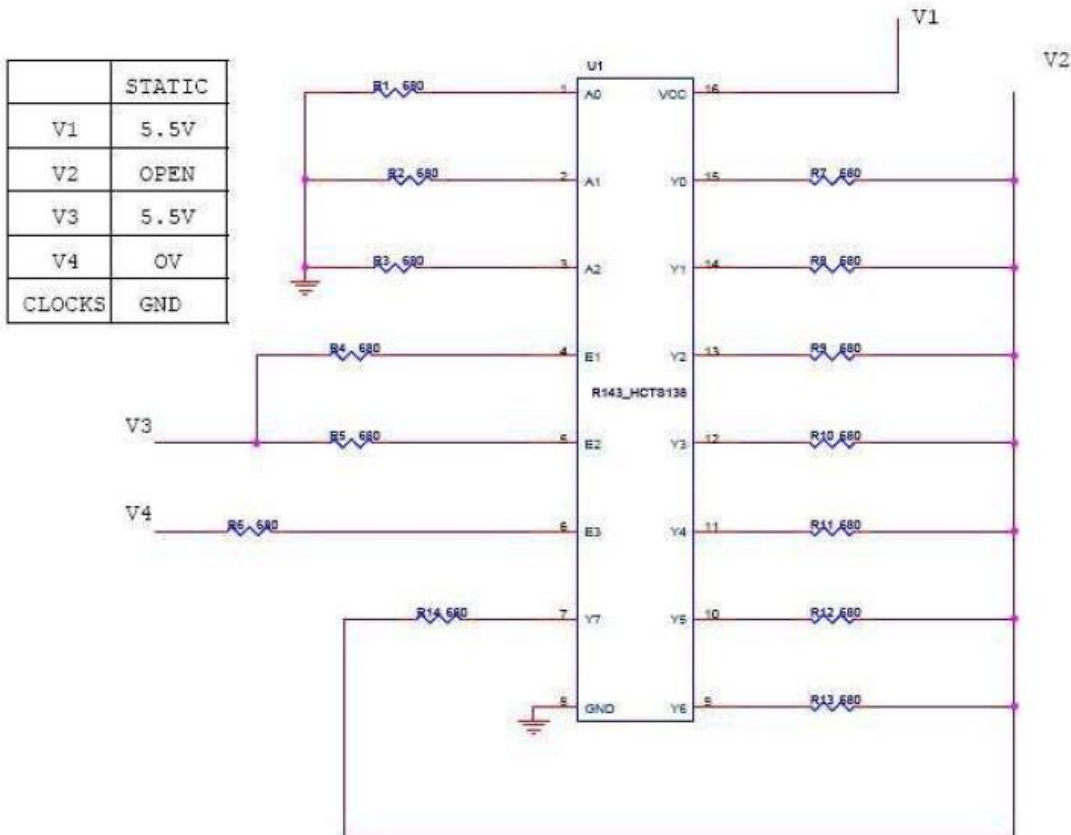 V1
V2
STATIC
V1 5.5V
V2 OPEN
V3 5.5V
V4 0V
CLOCKS GND
U1
R1 680 1 A0 VCC 16
R2 680 2 A1 Y0 15 R7 680
R3 680 3 A2 Y1 14 R8 680
R4 680 4 E1 Y2 13 R9 680
R143_HCTS138
V3
R5 680 5 E2 Y3 12 R10 680
V4
R6 680 6 E3 Y4 11 R11 680
R14 680 7 Y7 Y5 10 R12 680
8 GND Y6 9 R13 680